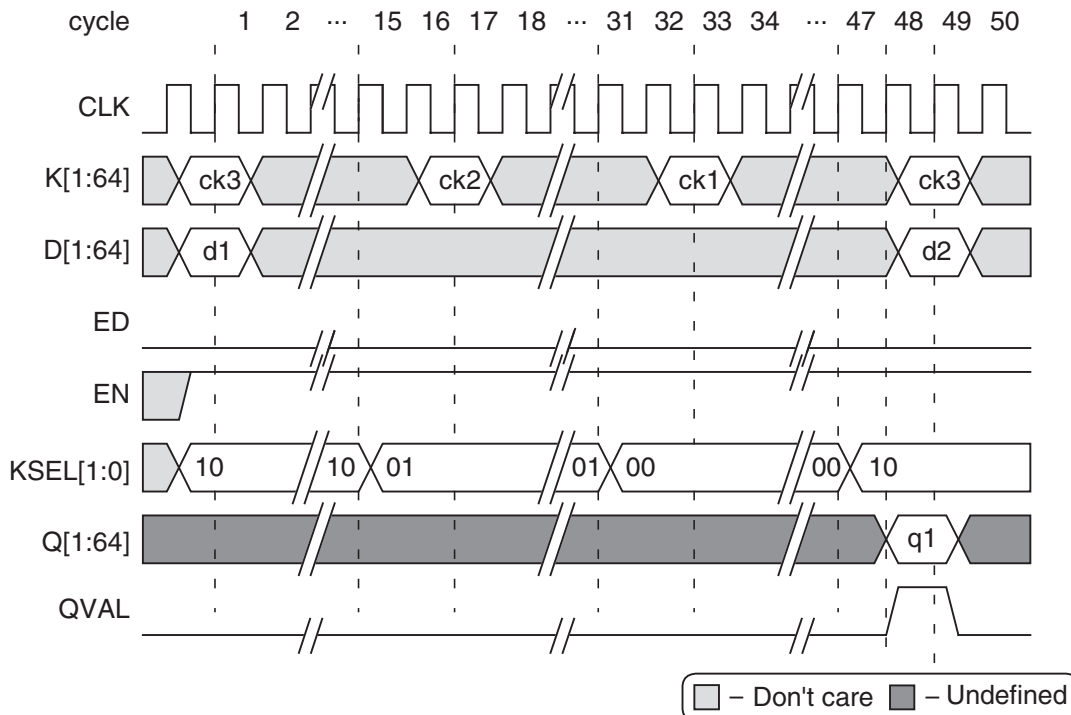 cycle 1 2 ... 15 16 17 18 ... 31 32 33 34 ... 47 48 49 50
CLK
K[1:64] ck3 ck2 ck1 ck3
D[1:64] d1 d2
ED
EN
KSEL[1:0] 10 10 01 01 00 00 10
Q[1:64] q1
QVAL
– Don't care – Undefined